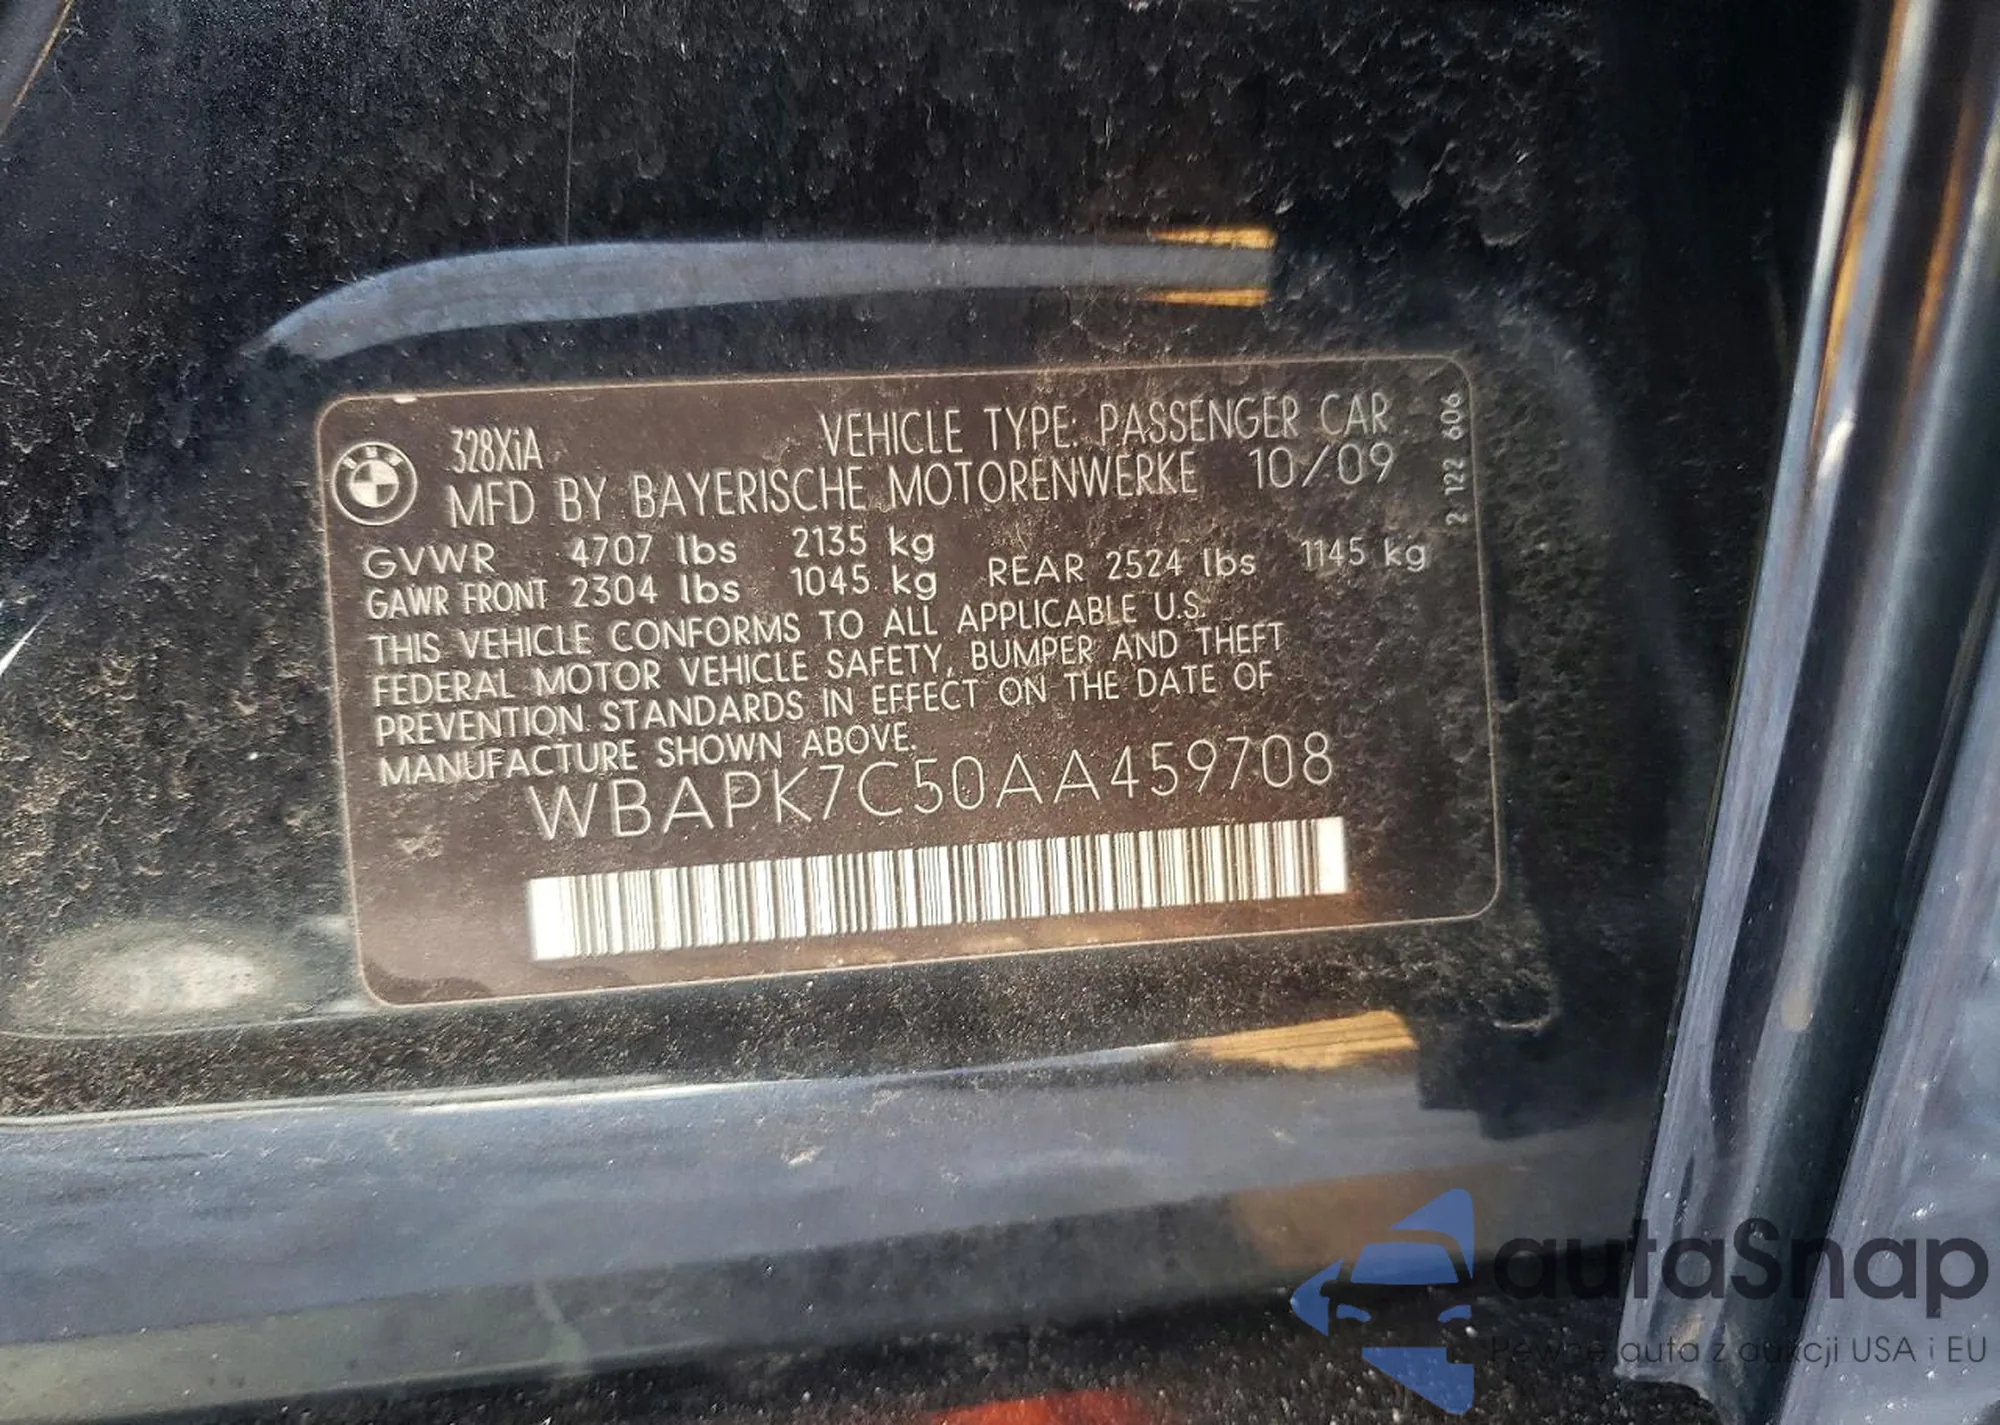 328XiA
VEHICLE TYPE: PASSENGER CAR
MFD BY BAYERISCHE MOTORENWERKE 10/09
GVWR 4707 lbs 2135 kg
GAWR FRONT 2304 lbs 1045 kg REAR 2524 lbs 1145 kg
THIS VEHICLE CONFORMS TO ALL APPLICABLE U.S.
FEDERAL MOTOR VEHICLE SAFETY, BUMPER AND THEFT
PREVENTION STANDARDS IN EFFECT ON THE DATE OF
MANUFACTURE SHOWN ABOVE.
WBAPK7C50AA459708
2 122 606
autaSnap
Pewne auta z aukcji USA i EU